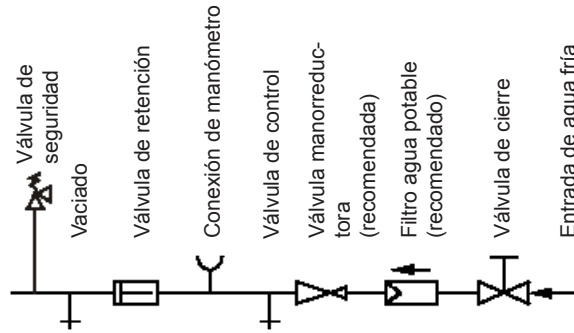 Válvula de
seguridad
Vaciado
Válvula de retención
Conexión de manómetro
Válvula de control
Válvula manorreduc-
tora
(recomendada)
Filtro agua potable
(recomendado)
Válvula de cierre
Entrada de agua fría